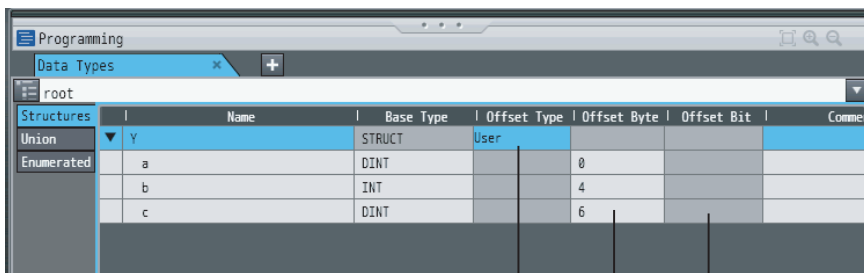 Programming
Data Types
root
Structures Name Base Type Offset Type Offset Byte Offset Bit
Union Y STRUCT User
Enumerated a DINT 0
b INT 4
c DINT 6